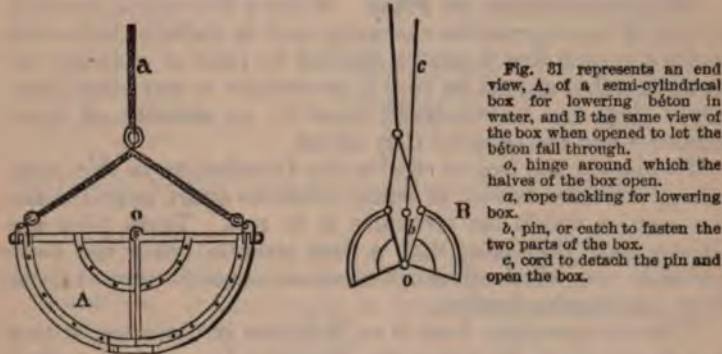 a
c
o
A
B
b
o
Fig. 31 represents an end
view, A, of a semi-cylindrical
box for lowering béton in
water, and B the same view of
the box when opened to let the
béton fall through.
o, hinge around which the
halves of the box open.
a, rope tackling for lowering
box.
b, pin, or catch to fasten the
two parts of the box.
c, cord to detach the pin and
open the box.